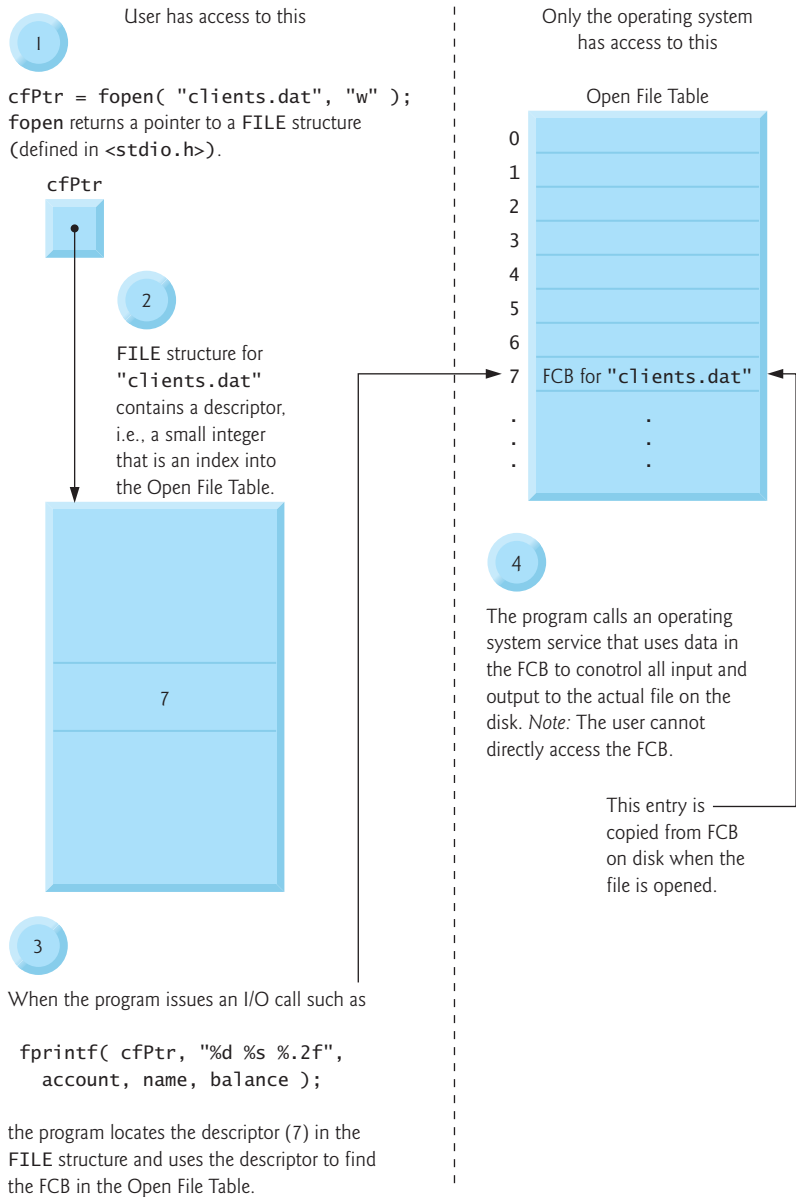 User has access to this
1
cfPtr = fopen( "clients.dat", "w" );
fopen returns a pointer to a FILE structure
(defined in <stdio.h>).
cfPtr
2
FILE structure for
"clients.dat"
contains a descriptor,
i.e., a small integer
that is an index into
the Open File Table.
7
3
When the program issues an I/O call such as
fprintf( cfPtr, "%d %s %.2f",
account, name, balance );
the program locates the descriptor (7) in the
FILE structure and uses the descriptor to find
the FCB in the Open File Table.
Only the operating system
has access to this
Open File Table
0
1
2
3
4
5
6
7 FCB for "clients.dat"
. .
. .
. .
4
The program calls an operating
system service that uses data in
the FCB to conotrol all input and
output to the actual file on the
disk. Note: The user cannot
directly access the FCB.
This entry is
copied from FCB
on disk when the
file is opened.